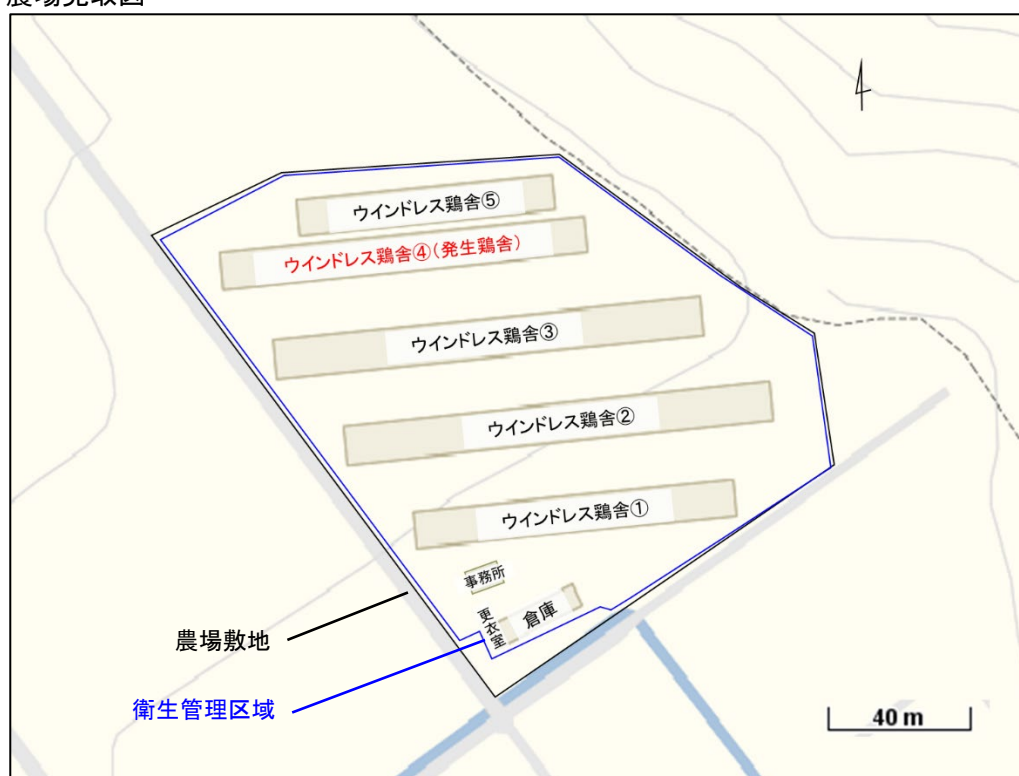 農場見取図
ウインドレス鶏舎⑤
ウインドレス鶏舎④(発生鶏舎)
ウインドレス鶏舎③
ウインドレス鶏舎②
ウインドレス鶏舎①
事務所
更衣室
倉庫
農場敷地
衛生管理区域
40 m